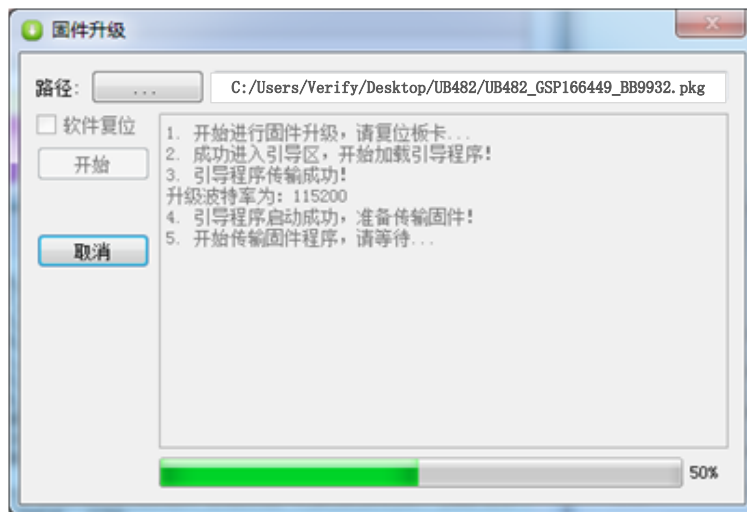 固件升级
路径: ... C:/Users/Verify/Desktop/UB482/UB482_GSP166449_BB9932.pkg
软件复位
开始
取消
1. 开始进行固件升级，请复位板卡...
2. 成功进入引导区，开始加载引导程序!
3. 引导程序传输成功!
升级波特率为: 115200
4. 引导程序启动成功，准备传输固件!
5. 开始传输固件程序，请等待...
50%